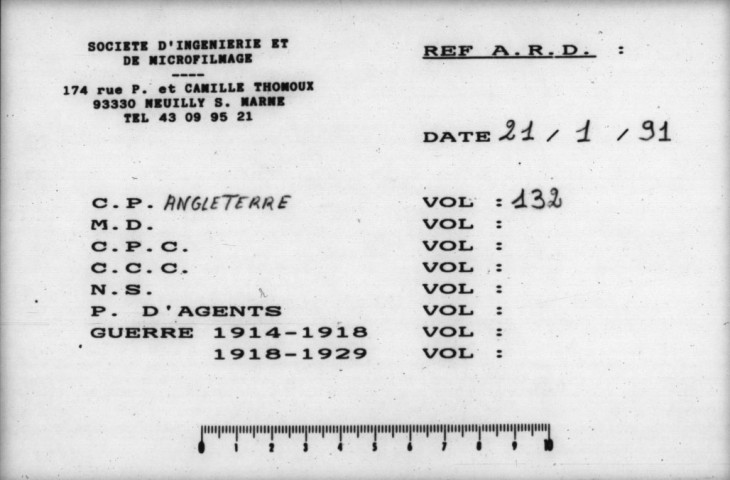 SOCIETE D'INGENIERIE ET
DE MICROFILMAGE
----
174 rue P. et CAMILLE THOMOUX
93330 NEUILLY S. MARNE
TEL 43 09 95 21
REF A.R.D. :
DATE 21 / 1 / 91
C.P. ANGLETERRE VOL : 132
M.D. VOL :
C.P.C. VOL :
C.C.C. VOL :
N.S. VOL :
P. D'AGENTS VOL :
GUERRE 1914-1918 VOL :
1918-1929 VOL :
0 1 2 3 4 5 6 7 8 9 10